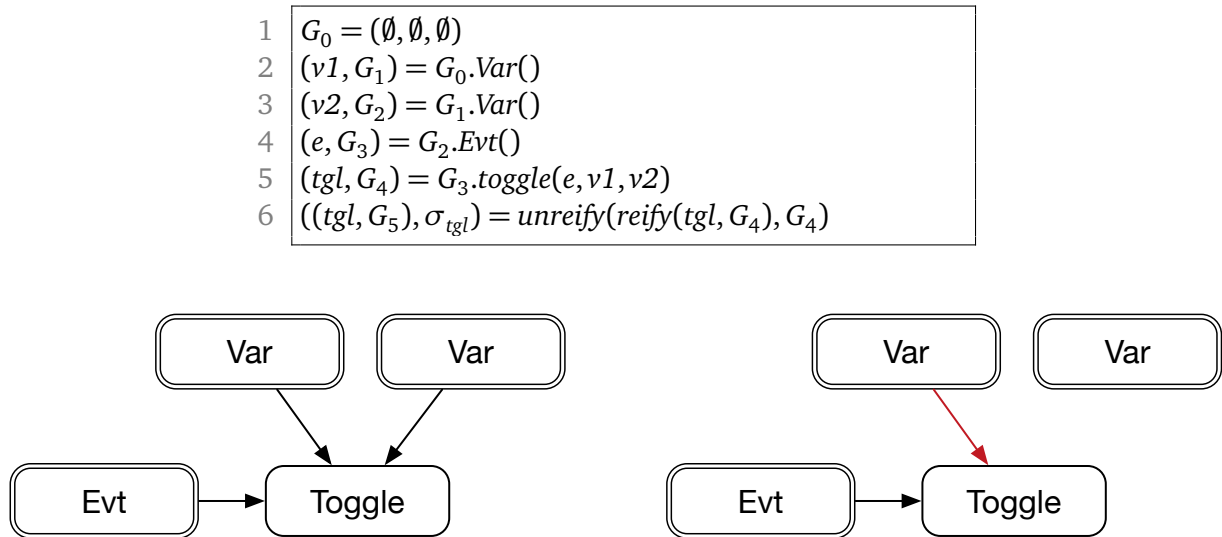 1 G₀ = (∅, ∅, ∅)
2 (v1, G₁) = G₀.Var()
3 (v2, G₂) = G₁.Var()
4 (e, G₃) = G₂.Evt()
5 (tgl, G₄) = G₃.toggle(e, v1, v2)
6 ((tgl, G₅), σ_tgl) = unreify(reify(tgl, G₄), G₄)
Var Var Var Var
Evt Toggle Evt Toggle